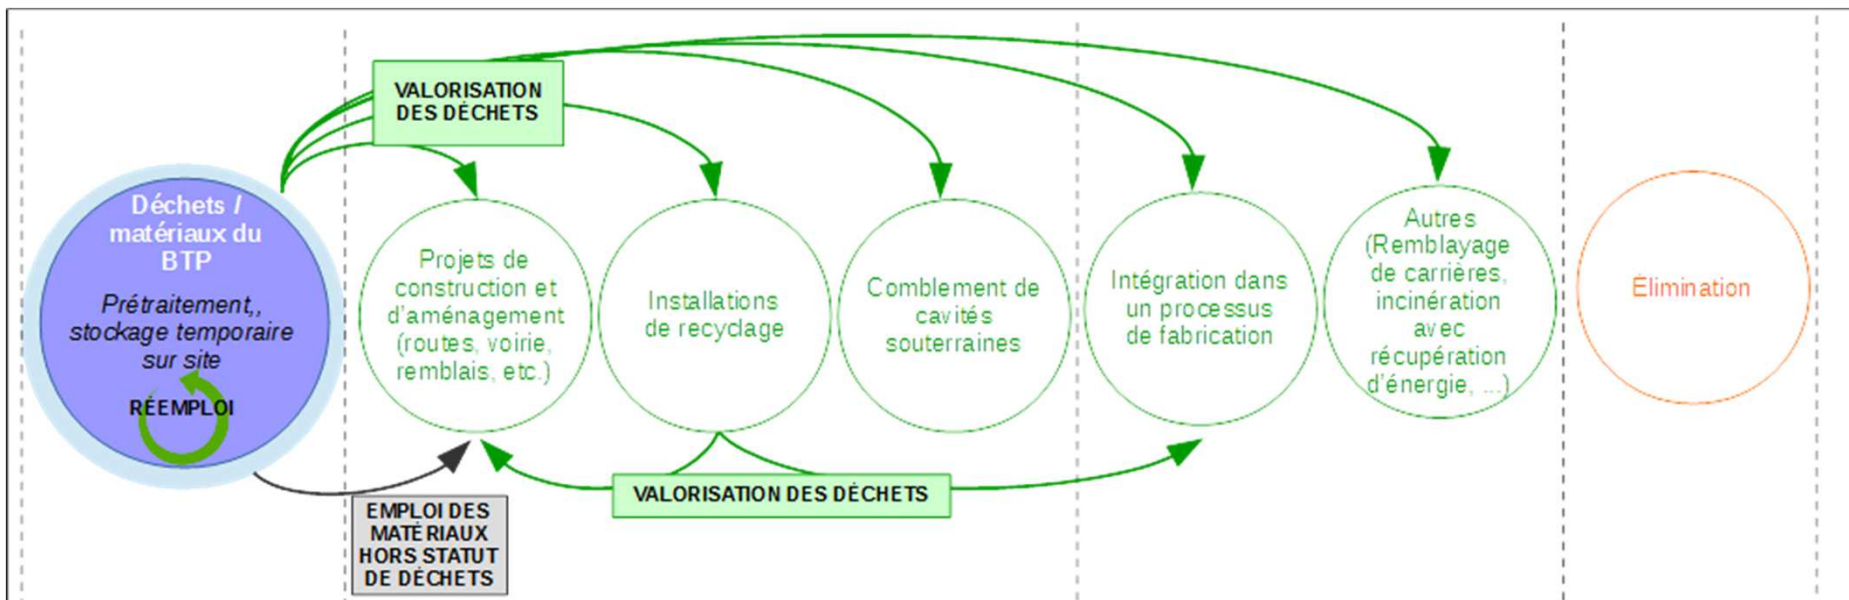 VALORISATION
DES DÉCHETS
Déchets /
matériaux du
BTP
Prétraitement,,
stockage temporaire
sur site
RÉEMPLOI
Projets de
construction et
d'aménagement
(routes, voirie,
remblais, etc.)
Installations
de recyclage
Comblement de
cavités
souterraines
Intégration dans
un processus
de fabrication
Autres
(Remblayage
de carrières,
incinération
avec
récupération
d'énergie, ...)
Élimination
VALORISATION DES DÉCHETS
EMPLOI DES
MATÉRIAUX
HORS STATUT
DE DÉCHETS